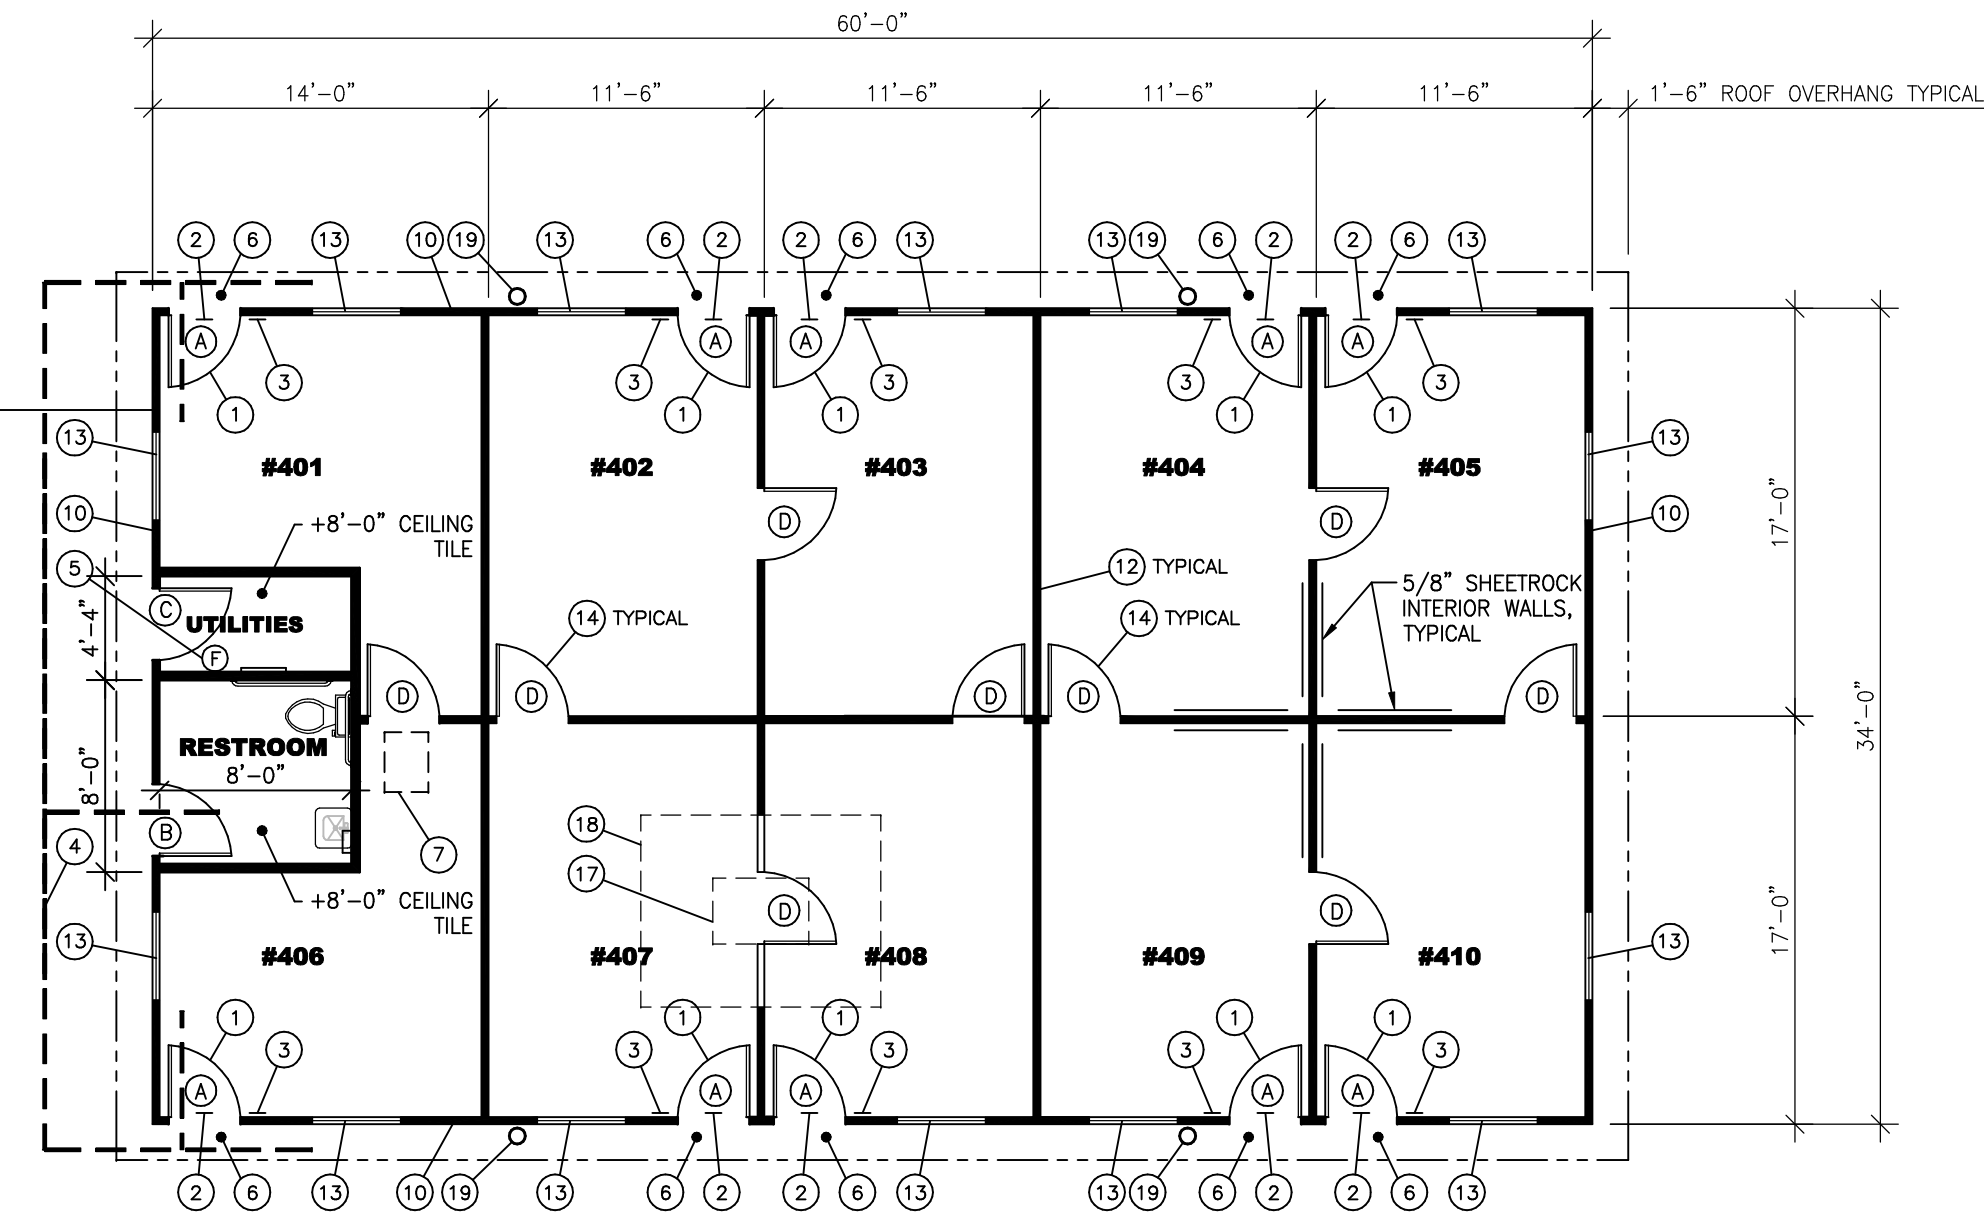 60'-0"
14'-0" 11'-6" 11'-6" 11'-6" 11'-6" 1'-6" ROOF OVERHANG TYPICAL
2 6 13 10 19 13 6 2 2 6 13 13 19 6 2 2 6 13
A A A A A
3 3 3 3 3
1 1 1 1 1
13 13
#401 #402 #403 #404 #405
10 10
17'-0"
+8'-0" CEILING
TILE
D D
5
12 TYPICAL
5/8" SHEETROCK
INTERIOR WALLS,
TYPICAL
C
4'-4"
UTILITIES
14 TYPICAL 14 TYPICAL
F
D D D D D
34'-0"
RESTROOM
8'-0"
8'-0"
B
18
4
7
17
+8'-0" CEILING
TILE
D D
17'-0"
13 13
#406 #407 #408 #409 #410
1 1 1 1 1
3 3 3 3 3
A A A A A
2 6 13 10 19 13 6 2 2 6 13 13 19 6 2 2 6 13